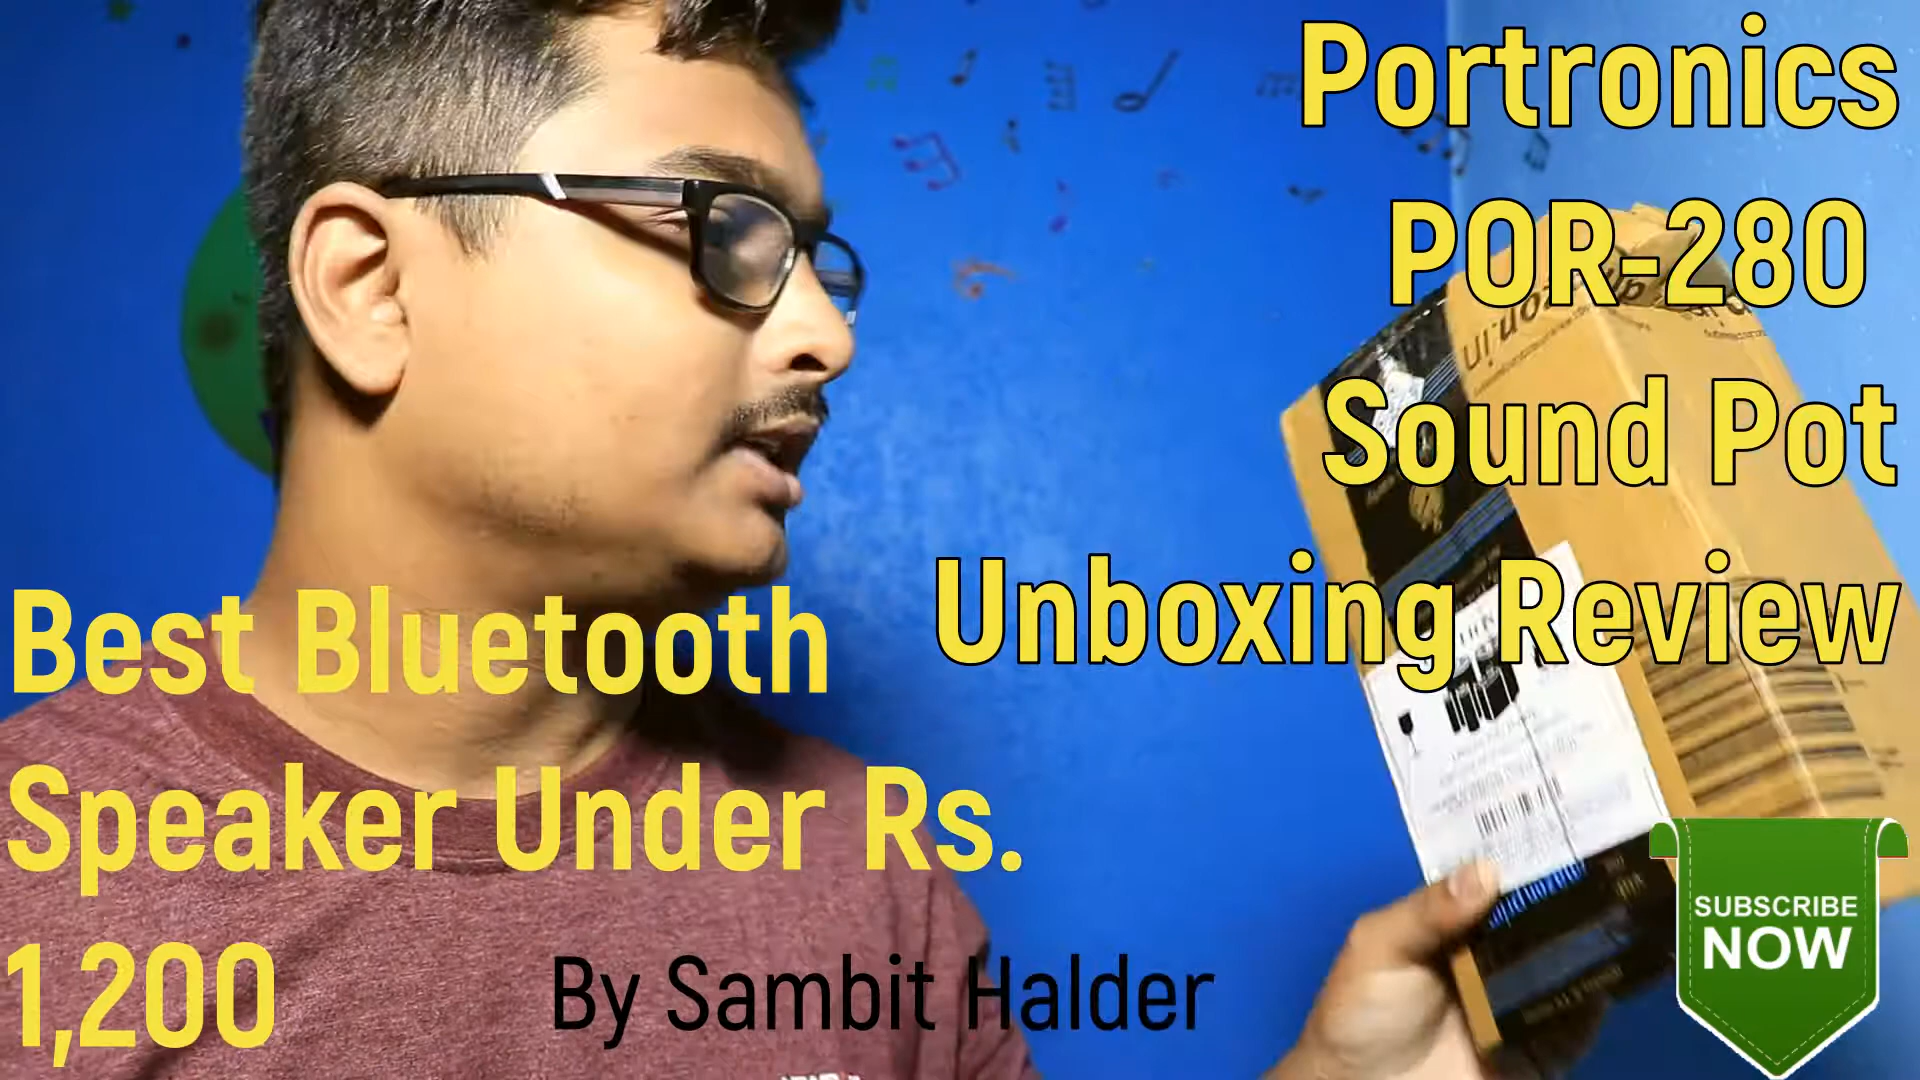 Portronics
POR-280
Sound Pot
Unboxing Review
Best Bluetooth
Speaker Under Rs.
1,200
By Sambit Halder
SUBSCRIBE
NOW